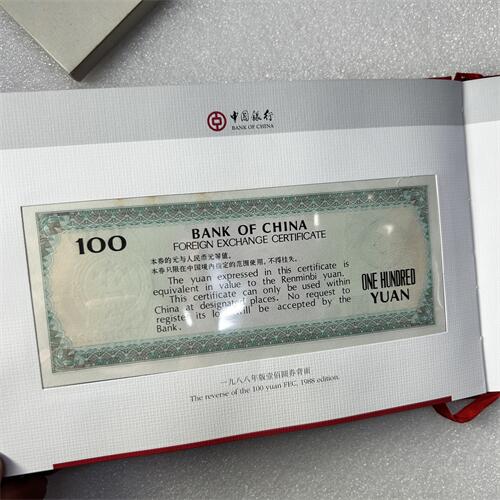 中国银行
BANK OF CHINA
100
BANK OF CHINA
FOREIGN EXCHANGE CERTIFICATE
本券的元与人民币元等值。
本券只限在中国境内指定的范围使用,不得挂失。
The yuan expressed in this certificate is
equivalent in value to the Renminbi yuan.
This certificate can only be used within
China at designated places. No request to
register its loss will be accepted by the
Bank.
ONE HUNDRED
YUAN
一九八八年版壹佰圆券背面
The reverse of the 100 yuan FEC, 1988 edition.